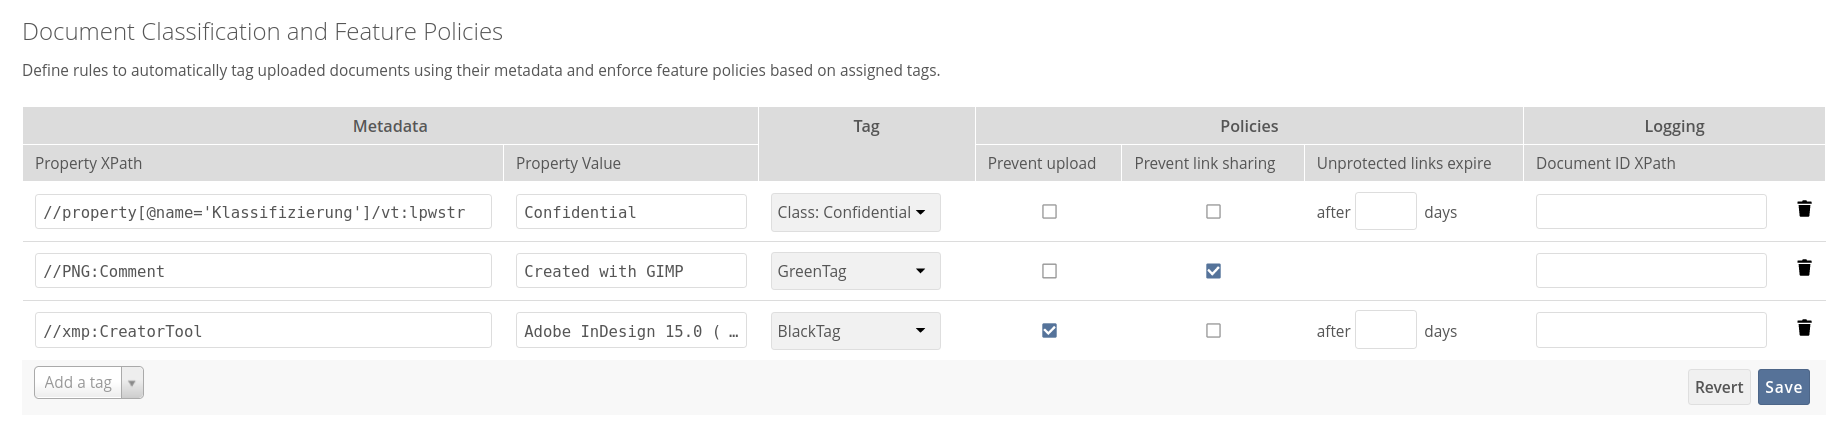 Document Classification and Feature Policies
Define rules to automatically tag uploaded documents using their metadata and enforce feature policies based on assigned tags.
Metadata Tag Policies Logging
Property XPath Property Value Prevent upload Prevent link sharing Unprotected links expire Document ID XPath
//property[@name='Klassifizierung']/vt:lpwstr Confidential Class: Confidential after days
//PNG:Comment Created with GIMP GreenTag
//xmp:CreatorTool Adobe InDesign 15.0 ( … BlackTag after days
Add a tag Revert Save